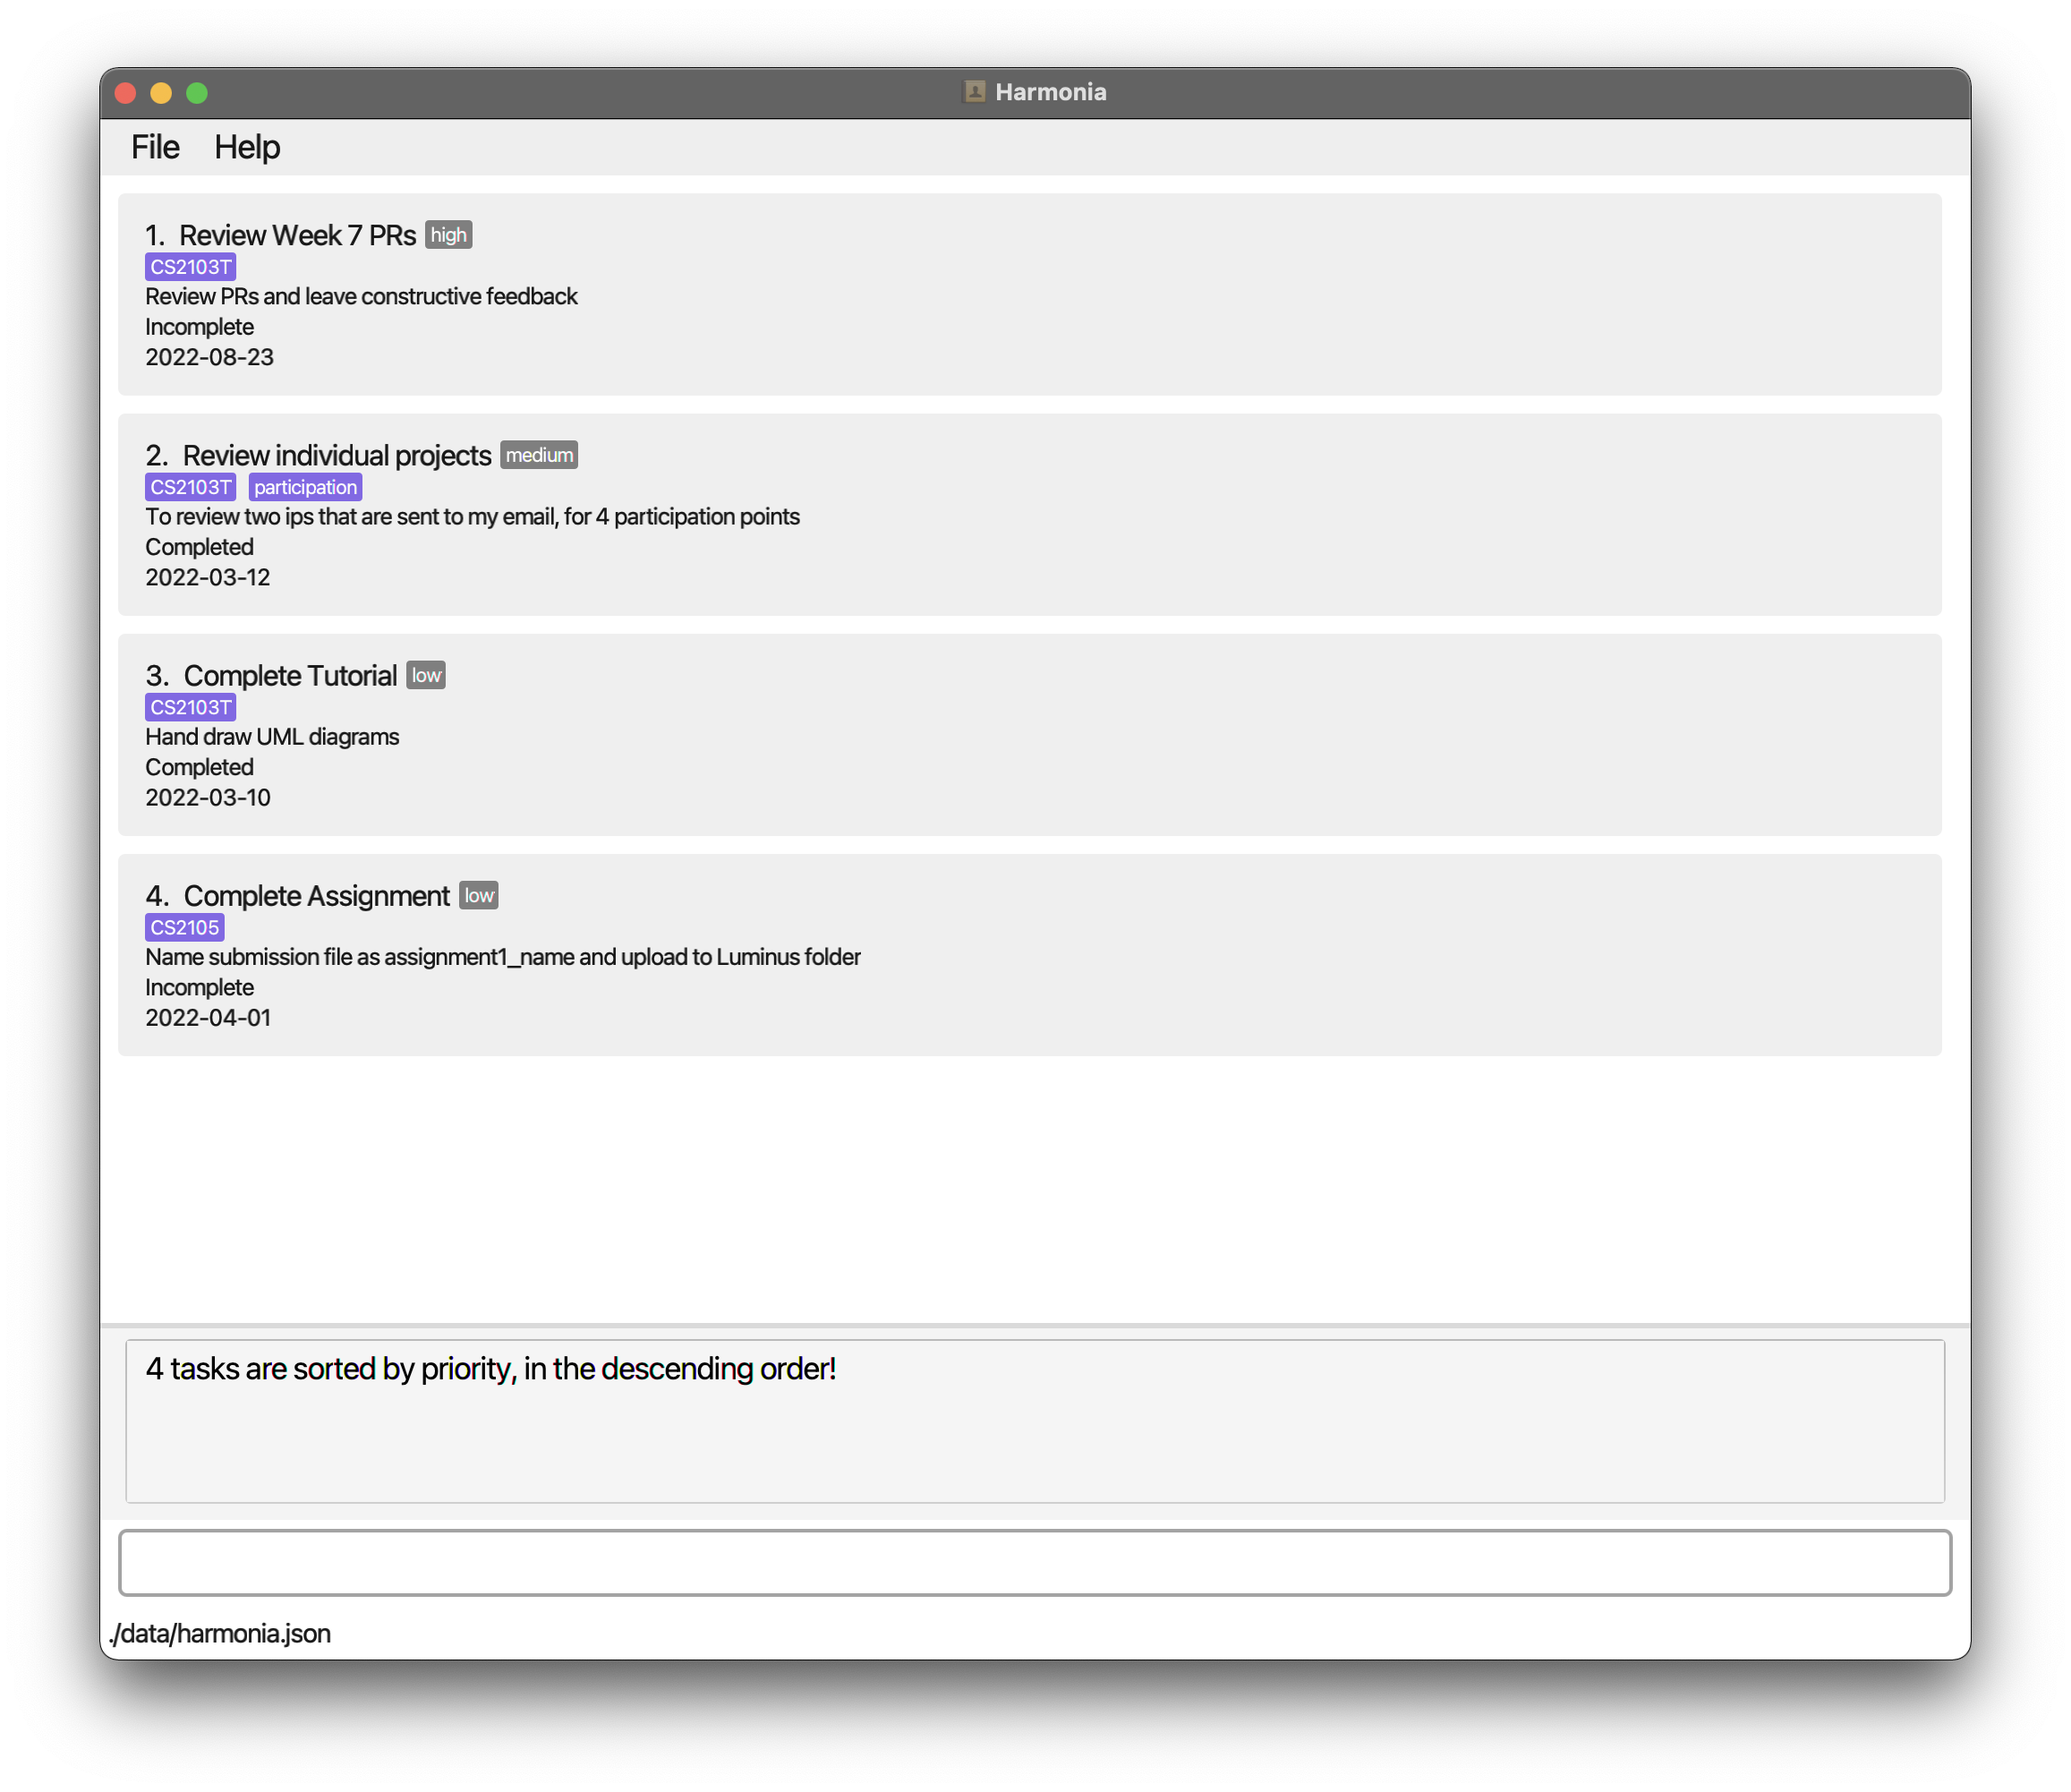 Harmonia
File Help
1. Review Week 7 PRs high
CS2103T
Review PRs and leave constructive feedback
Incomplete
2022-08-23
2. Review individual projects medium
CS2103T participation
To review two ips that are sent to my email, for 4 participation points
Completed
2022-03-12
3. Complete Tutorial low
CS2103T
Hand draw UML diagrams
Completed
2022-03-10
4. Complete Assignment low
CS2105
Name submission file as assignment1_name and upload to Luminus folder
Incomplete
2022-04-01
4 tasks are sorted by priority, in the descending order!
./data/harmonia.json